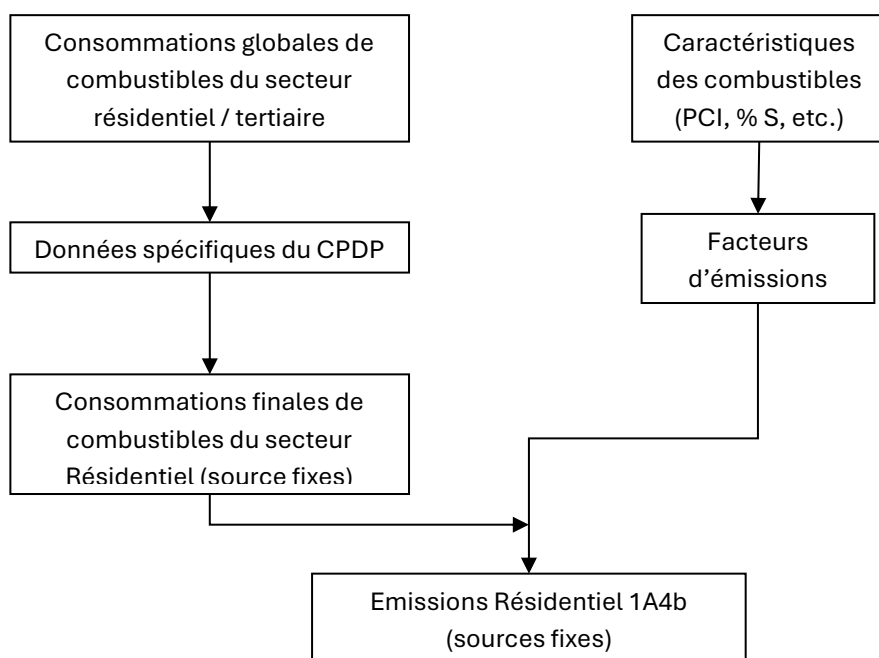 Consommations globales de
combustibles du secteur
résidentiel / tertiaire
Caractéristiques
des combustibles
(PCI, % S, etc.)
Données spécifiques du CPDP
Facteurs
d’émissions
Consommations finales de
combustibles du secteur
Résidentiel (source fixes)
Emissions Résidentiel 1A4b
(sources fixes)